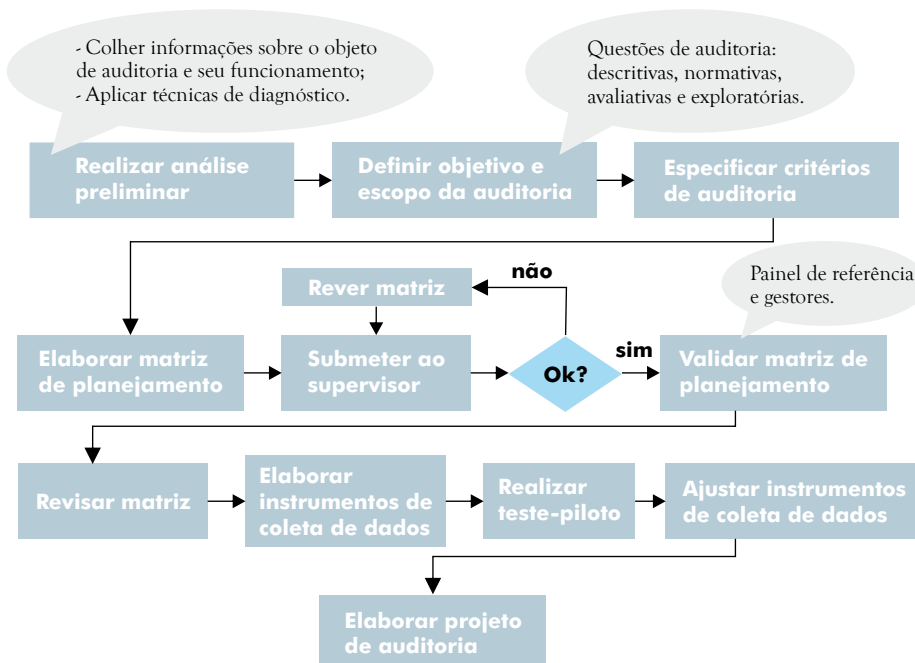 - Colher informações sobre o objeto
de auditoria e seu funcionamento;
- Aplicar técnicas de diagnóstico.
Questões de auditoria:
descritivas, normativas,
avaliativas e exploratórias.
Realizar análise
preliminar
Definir objetivo e
escopo da auditoria
Especificar critérios
de auditoria
Painel de referência
e gestores.
não
Rever matriz
Elaborar matriz
de planejamento
Submeter ao
supervisor
Ok?
sim
Validar matriz de
planejamento
Revisar matriz
Elaborar
instrumentos de
coleta de dados
Realizar
teste-piloto
Ajustar instrumentos
de coleta de dados
Elaborar projeto
de auditoria